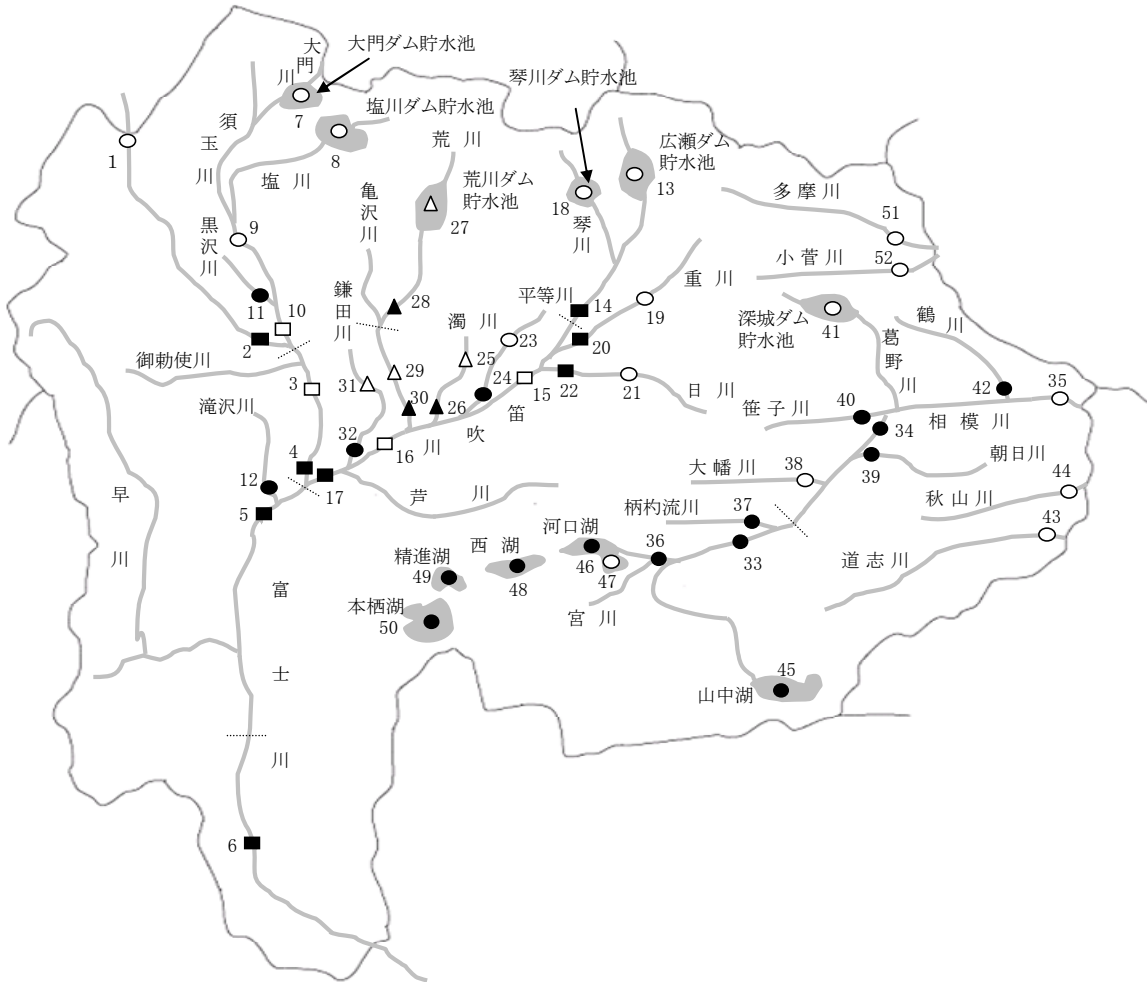 大門川
大門ダム貯水池
琴川ダム貯水池
7
須玉川
塩川ダム貯水池
8
塩川
1
荒川
荒川ダム
貯水池
27
広瀬ダム
貯水池
13
18
琴川
多摩川
51
小菅川
52
9
黒沢川
11
10
亀沢川
28
鎌田川
濁川
23
平等川
14
重川
19
20
深城ダム
貯水池
41
鶴川
葛野川
2
御勅使川
3
31
29
25
24
15
22
21
日川
笹子川
40
42
35
相模川
34
滝沢川
30
26
笛吹川
32
16
4
17
12
5
芦川
大幡川
38
39
朝日川
44
秋山川
43
道志川
柄杓流川
37
33
早川
河口湖
46
47
36
西湖
48
精進湖
49
本栖湖
50
宮川
45
山中湖
富士川
6